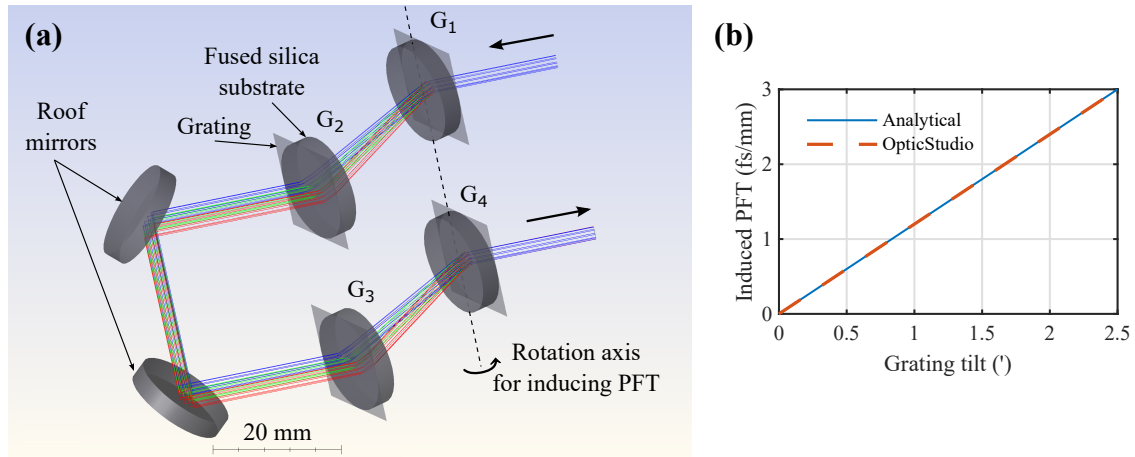 (a)
G₁
Fused silica
substrate
G₂
Grating
Roof
mirrors
G₄
G₃
Rotation axis
for inducing PFT
20 mm
(b)
Induced PFT (fs/mm)
3
2
1
0
Analytical
OpticStudio
0 0.5 1 1.5 2 2.5
Grating tilt (')